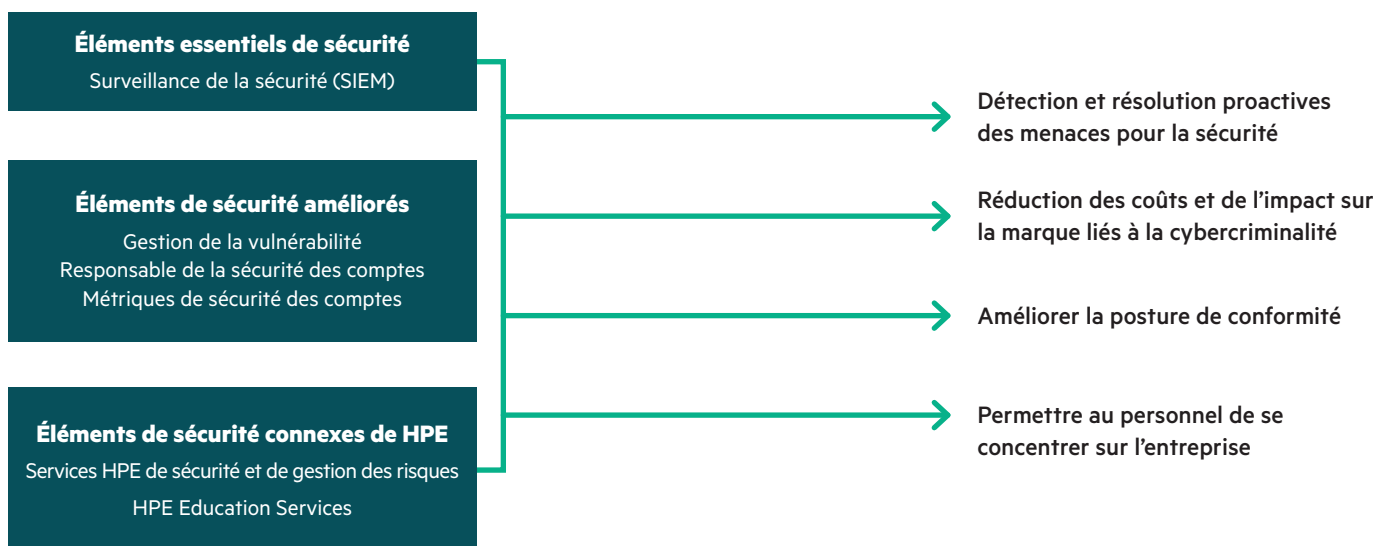 Éléments essentiels de sécurité
Surveillance de la sécurité (SIEM)
Éléments de sécurité améliorés
Gestion de la vulnérabilité
Responsable de la sécurité des comptes
Métriques de sécurité des comptes
Éléments de sécurité connexes de HPE
Services HPE de sécurité et de gestion des risques
HPE Education Services
Détection et résolution proactives
des menaces pour la sécurité
Réduction des coûts et de l’impact sur
la marque liés à la cybercriminalité
Améliorer la posture de conformité
Permettre au personnel de se
concentrer sur l’entreprise